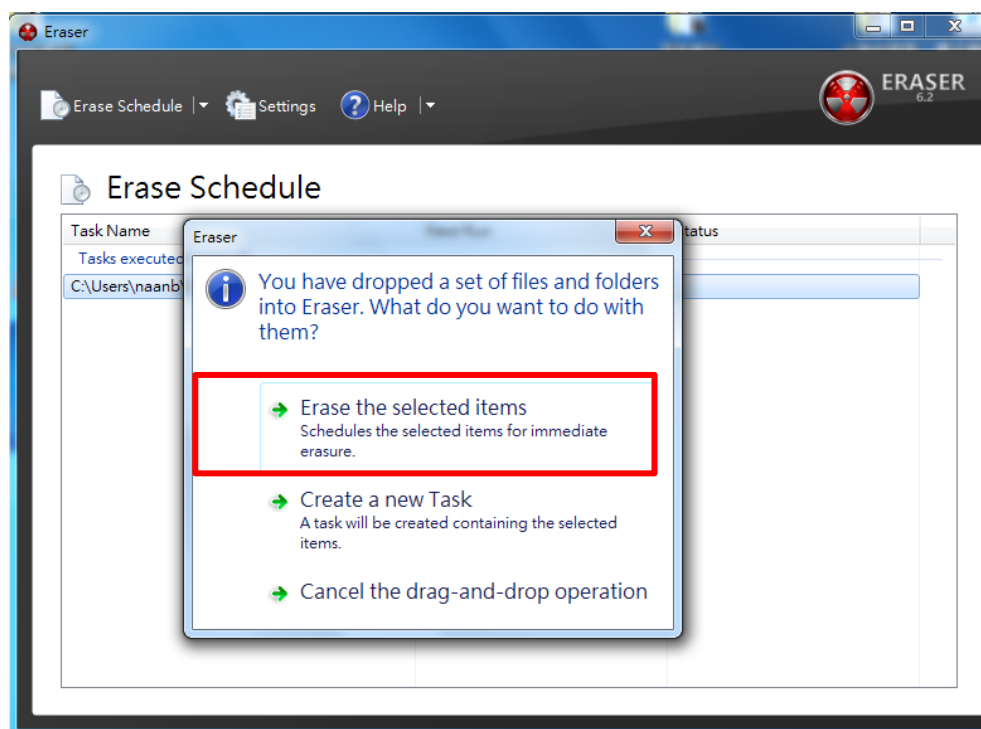 Eraser
Erase Schedule
Settings
Help
ERASER
6.2
Erase Schedule
Task Name
Next Run
tatus
Tasks executed
C:\Users\naanb\
Eraser
You have dropped a set of files and folders
into Eraser. What do you want to do with
them?
Erase the selected items
Schedules the selected items for immediate
erasure.
Create a new Task
A task will be created containing the selected
items.
Cancel the drag-and-drop operation